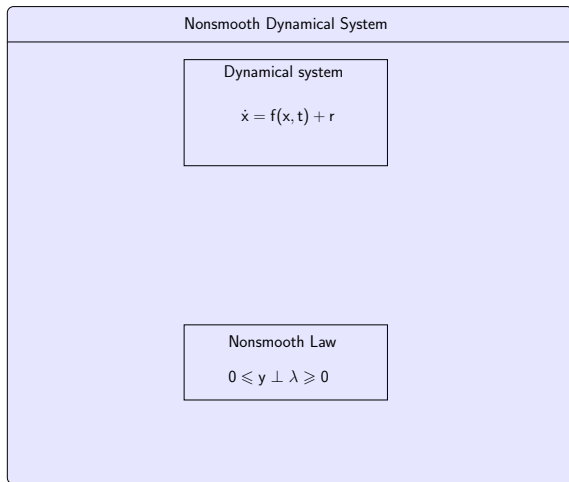 Nonsmooth Dynamical System
Dynamical system
ẋ = f(x, t) + r
Nonsmooth Law
0 ⩽ y ⊥ λ ⩾ 0